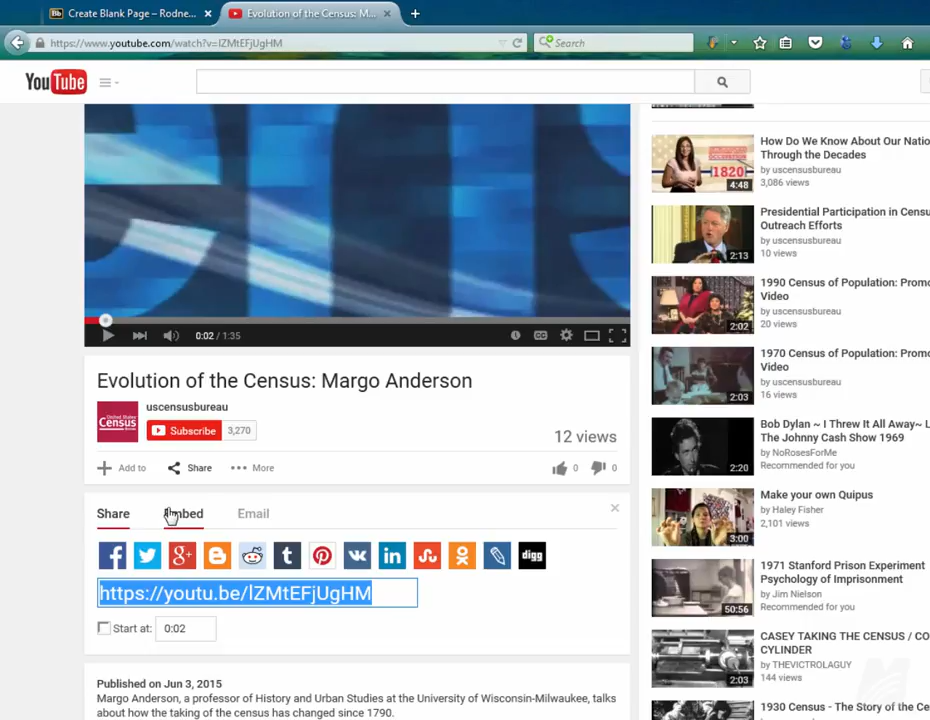 Create Blank Page – Rodne...
Evolution of the Census: M...
https://www.youtube.com/watch?v=lZMtEFjUgHM
Search
YouTube
0:02 / 1:35
CC
Evolution of the Census: Margo Anderson
United States
Census
Bureau
uscensusbureau
Subscribe
3,270
12 views
Add to
Share
More
0
0
Share
Email
digg
https://youtu.be/lZMtEFjUgHM
Start at:
0:02
Published on Jun 3, 2015
Margo Anderson, a professor of History and Urban Studies at the University of Wisconsin-Milwaukee, talks
about how the taking of the census has changed since 1790.
How Do We Know About Our Natio
Through the Decades
by uscensusbureau
3,086 views
1820
4:48
Presidential Participation in Censu
Outreach Efforts
by uscensusbureau
10 views
2:13
1990 Census of Population: Promo
Video
by uscensusbureau
20 views
2:02
1970 Census of Population: Promo
Video
by uscensusbureau
16 views
2:03
Bob Dylan ~ I Threw It All Away~ L
The Johnny Cash Show 1969
by NoRosesForMe
Recommended for you
2:20
Make your own Quipus
by Haley Fisher
2,101 views
3:00
1971 Stanford Prison Experiment
Psychology of Imprisonment
by Jim Nielson
Recommended for you
50:56
CASEY TAKING THE CENSUS / CO
CYLINDER
by THEVICTROLAGUY
144 views
2:03
1930 Census - The Story of the Ce